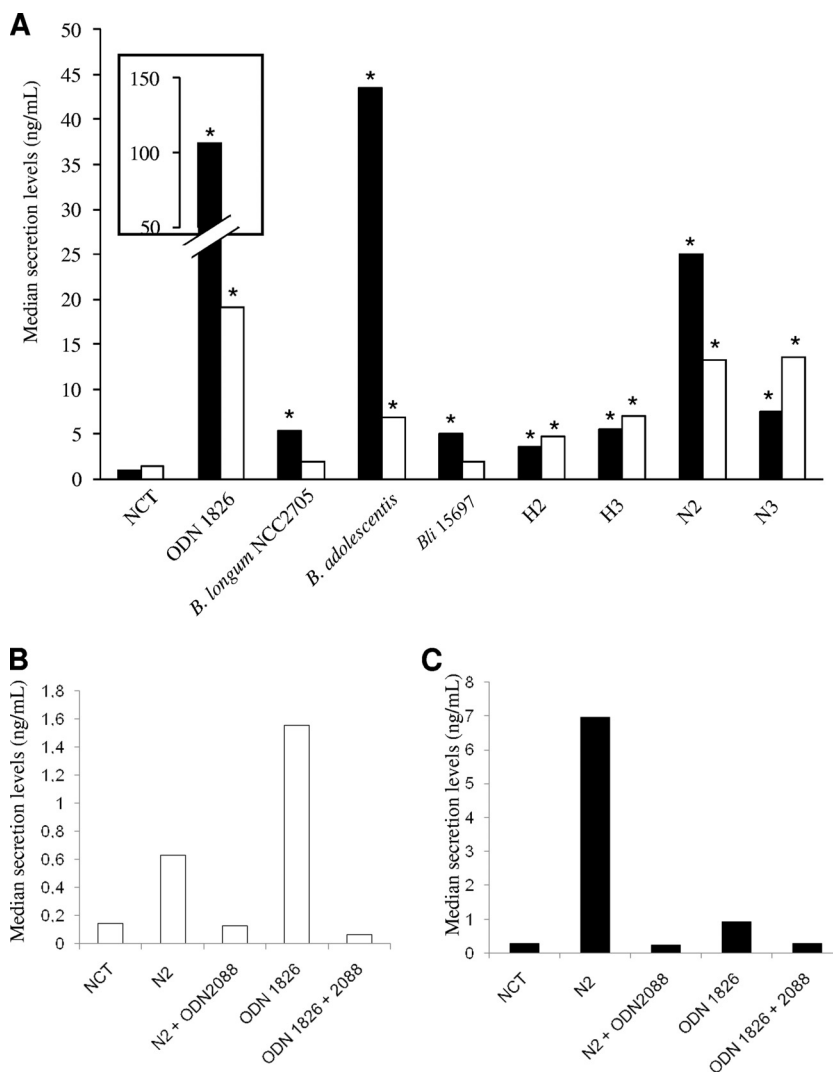 A
Median secretion levels (ng/mL)
50
45
40
35
30
25
20
15
10
5
0
150
100
50
*
*
*
*
*
*
*
*
*
*
*
*
*
*
NCT
ODN 1826
B. longum NCC2705
B. adolescentis
Bli 15697
H2
H3
N2
N3
B
Median secretion levels (ng/mL)
1.8
1.6
1.4
1.2
1
0.8
0.6
0.4
0.2
0
NCT
N2
N2 + ODN2088
ODN 1826
ODN 1826 + 2088
C
Median secretion levels (ng/mL)
8
7
6
5
4
3
2
1
0
NCT
N2
N2 + ODN2088
ODN 1826
ODN 1826 + 2088